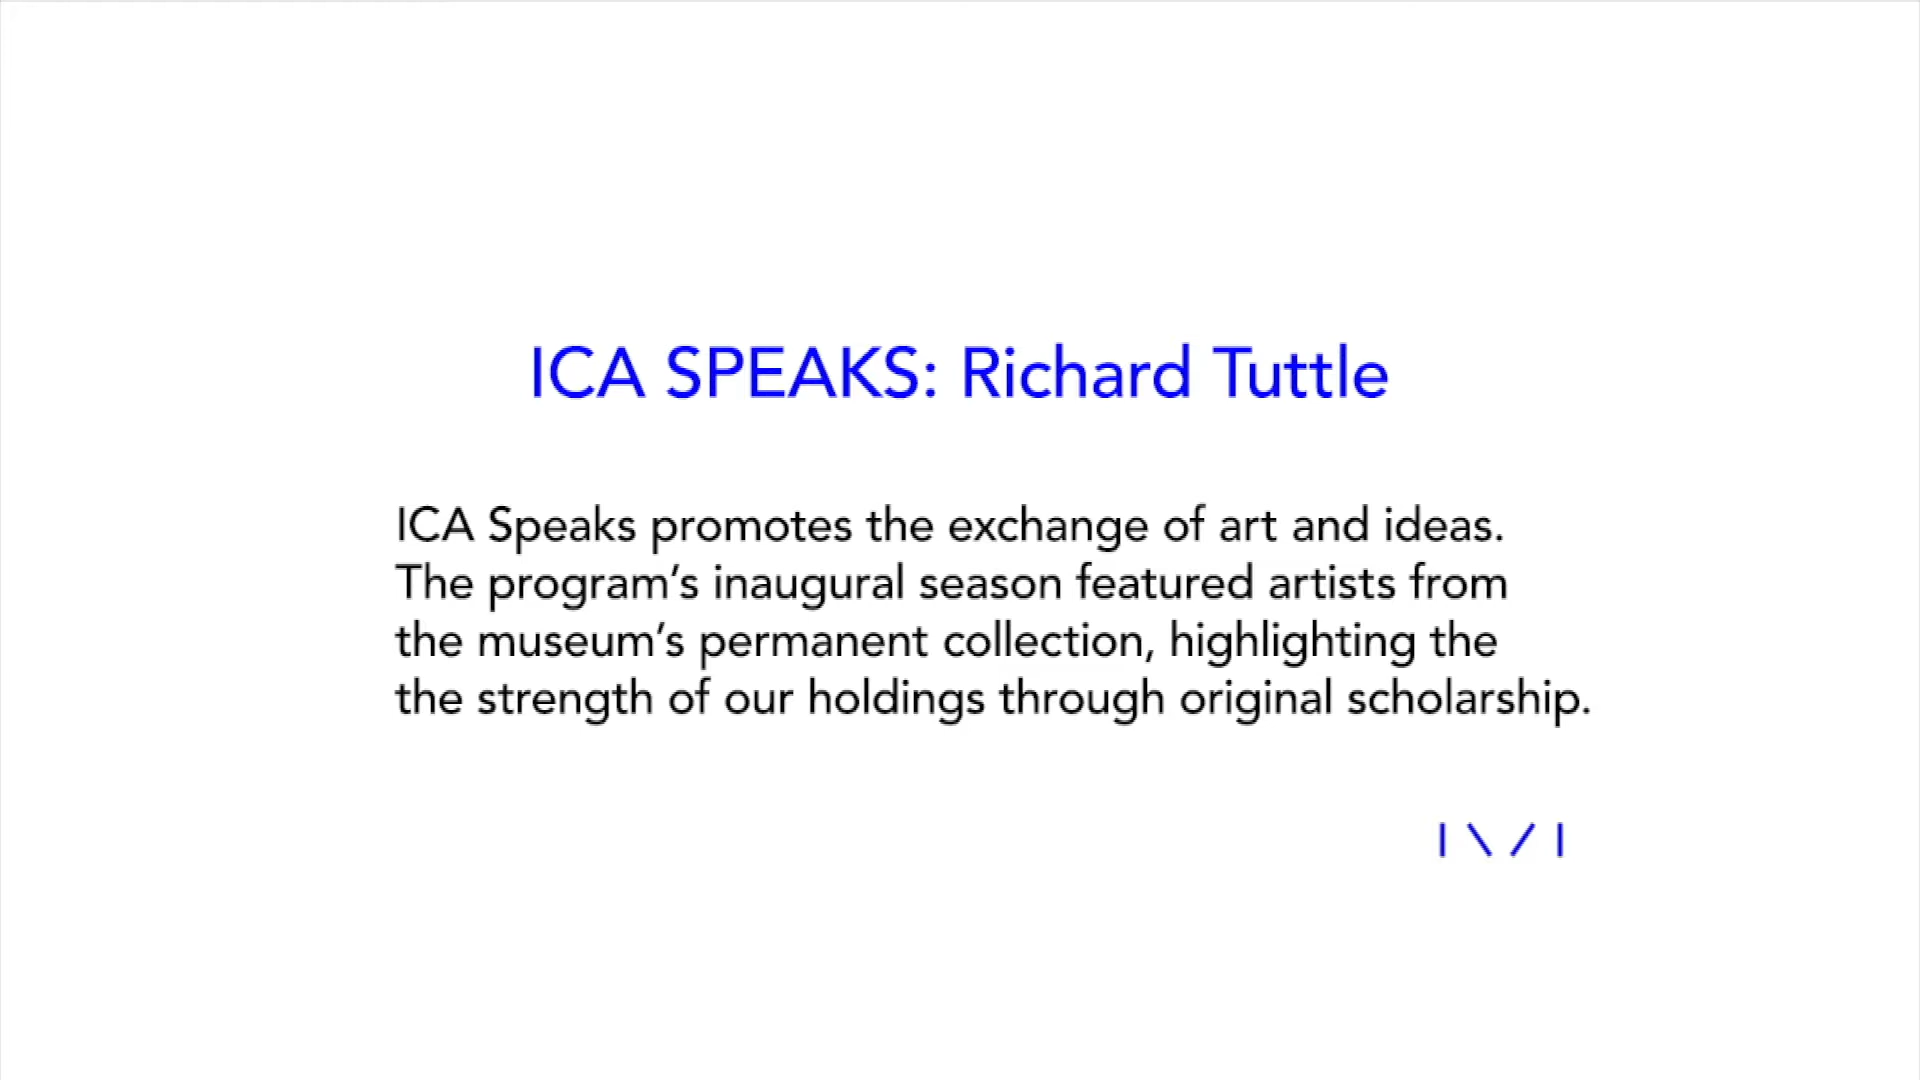 ICA SPEAKS: Richard Tuttle
ICA Speaks promotes the exchange of art and ideas.
The program’s inaugural season featured artists from
the museum’s permanent collection, highlighting the
the strength of our holdings through original scholarship.